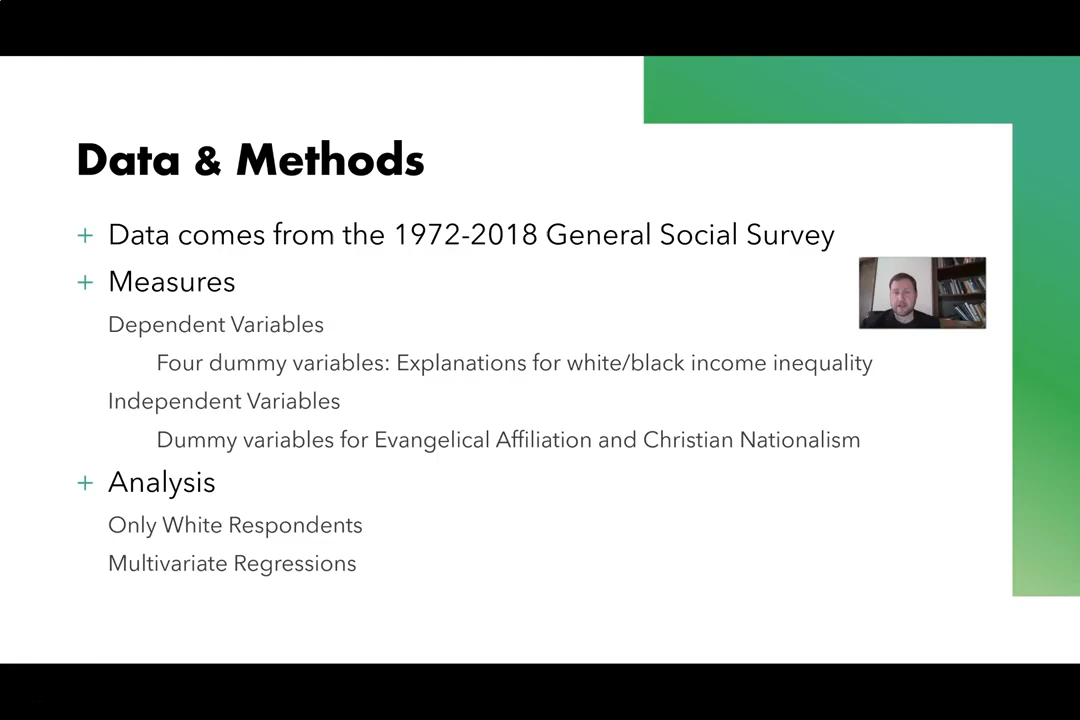 Data & Methods
+ Data comes from the 1972-2018 General Social Survey
+ Measures
Dependent Variables
Four dummy variables: Explanations for white/black income inequality
Independent Variables
Dummy variables for Evangelical Affiliation and Christian Nationalism
+ Analysis
Only White Respondents
Multivariate Regressions